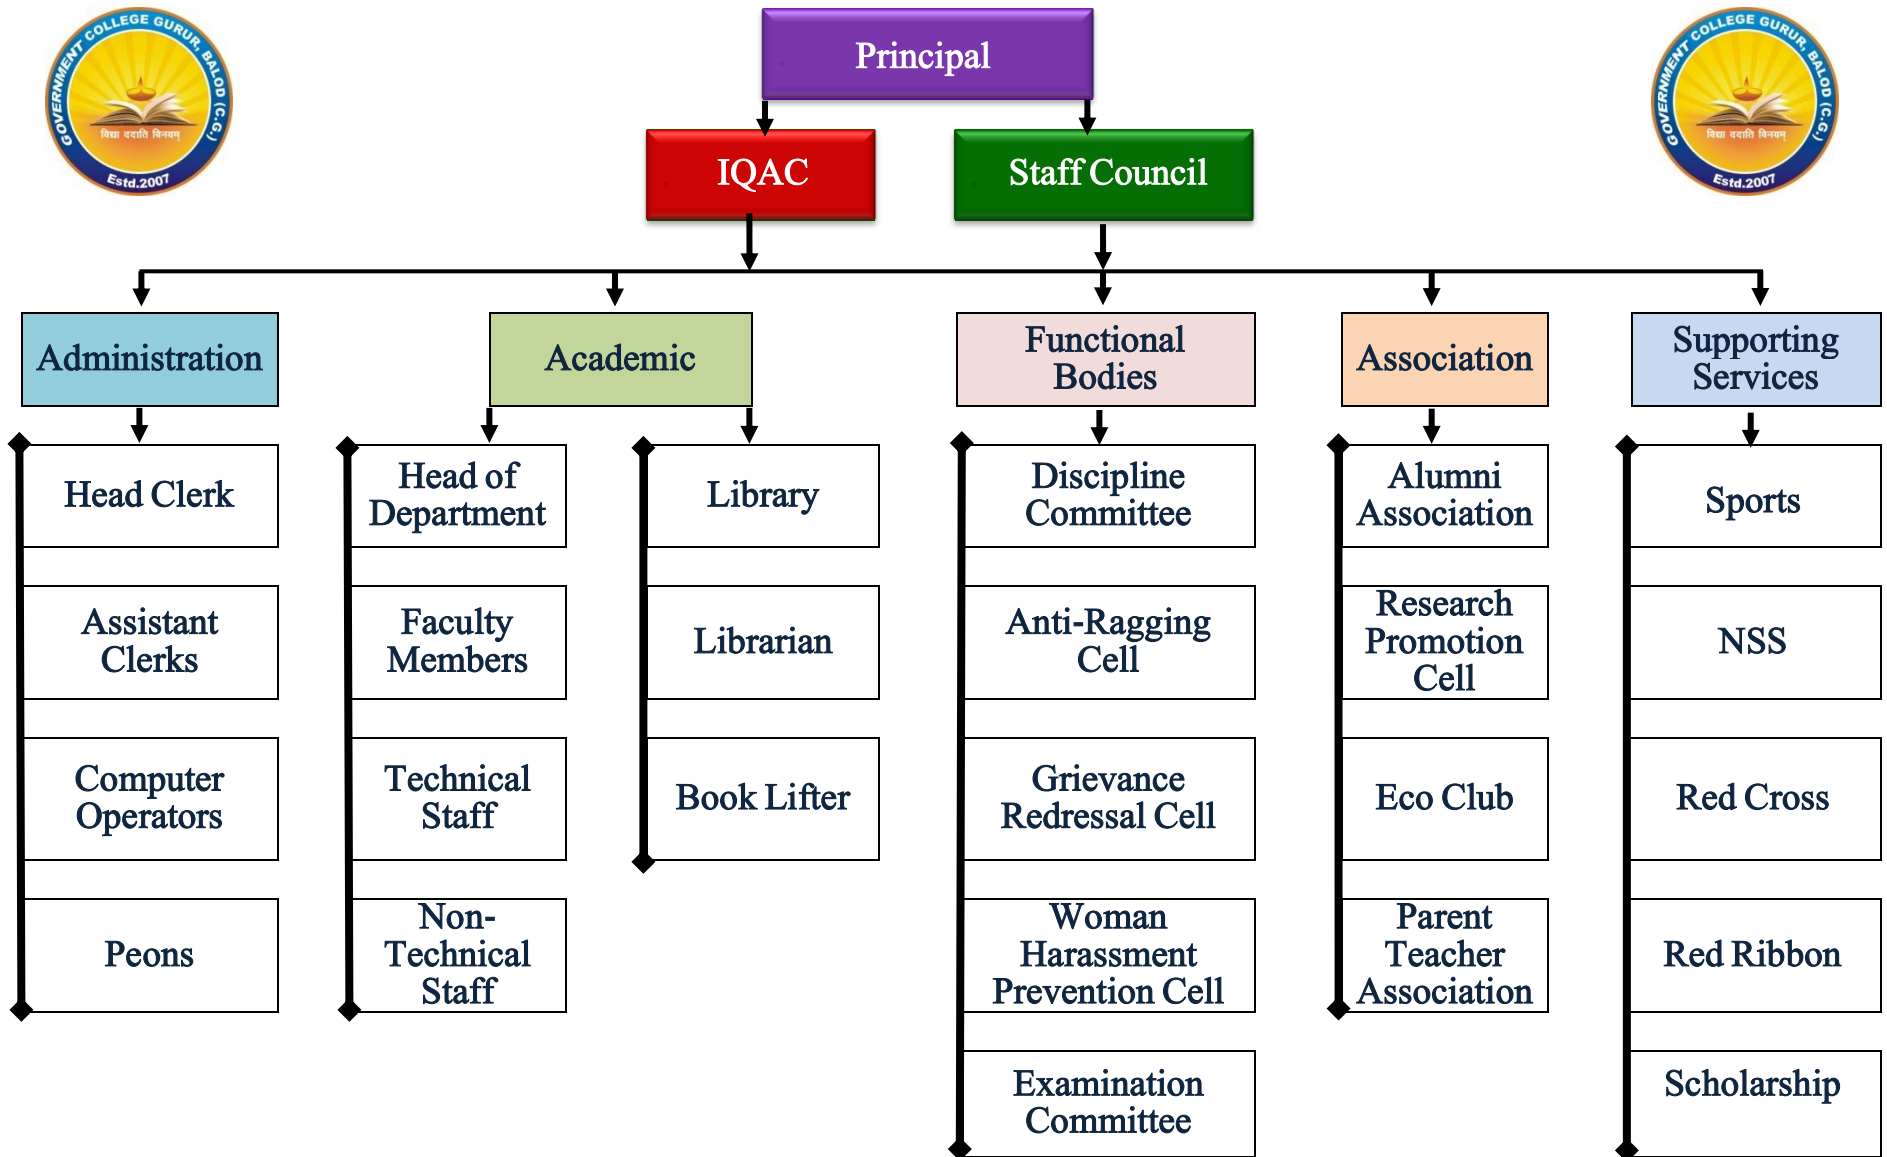 GOVERNMENT COLLEGE GURUR, BALOD (C.G.)
विद्या ददाति विनयम्
Estd.2007
Principal
GOVERNMENT COLLEGE GURUR, BALOD (C.G.)
विद्या ददाति विनयम्
Estd.2007
IQAC
Staff Council
Administration
Academic
Functional
Bodies
Association
Supporting
Services
Head Clerk
Assistant
Clerks
Computer
Operators
Peons
Head of
Department
Faculty
Members
Technical
Staff
Non-
Technical
Staff
Library
Librarian
Book Lifter
Discipline
Committee
Anti-Ragging
Cell
Grievance
Redressal Cell
Woman
Harassment
Prevention Cell
Examination
Committee
Alumni
Association
Research
Promotion
Cell
Eco Club
Parent
Teacher
Association
Sports
NSS
Red Cross
Red Ribbon
Scholarship